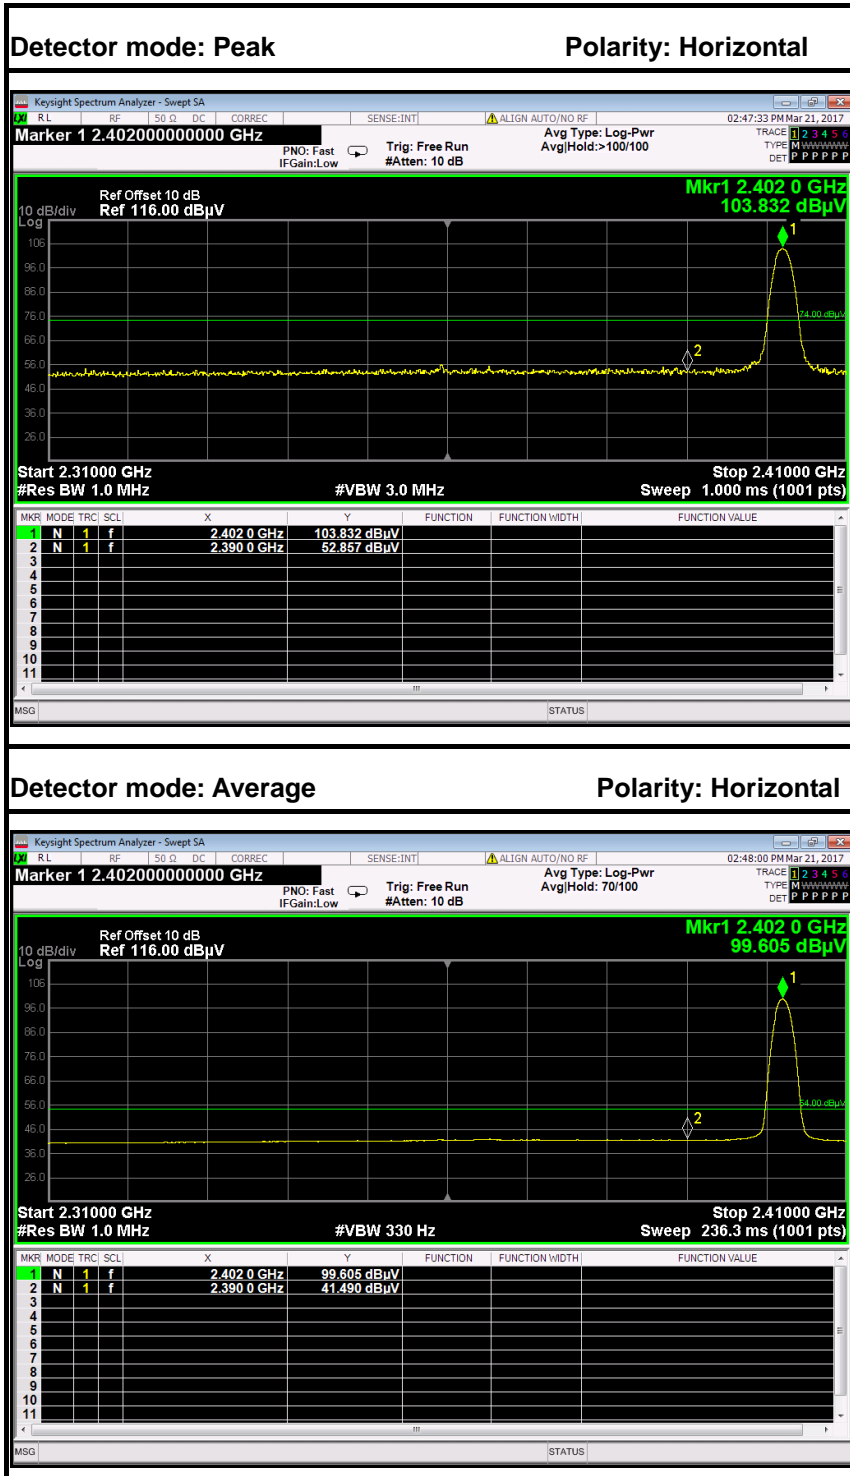 Detector mode: Peak Polarity: Horizontal
Keysight Spectrum Analyzer - Swept SA
LXI RL RF 50 Ω DC CORREC SENSE:INT ALIGN AUTO/NO RF 02:47:33 PM Mar 21, 2017
Marker 1 2.402000000000 GHz Avg Type: Log-Pwr TRACE 1 2 3 4 5 6
PNO: Fast Trig: Free Run Avg|Hold:>100/100 TYPE M W W W W W
IFGain:Low #Atten: 10 dB DET P P P P P P
Mkr1 2.402 0 GHz
Ref Offset 10 dB
10 dB/div Ref 116.00 dBµV 103.832 dBµV
Log
1
106
96.0
86.0
76.0
74.00 dBµV
66.0
2
56.0
46.0
36.0
26.0
Start 2.31000 GHz Stop 2.41000 GHz
#Res BW 1.0 MHz #VBW 3.0 MHz Sweep 1.000 ms (1001 pts)
MKR MODE TRC SCL X Y FUNCTION FUNCTION WIDTH FUNCTION VALUE
1 N 1 f 2.402 0 GHz 103.832 dBµV
2 N 1 f 2.390 0 GHz 52.857 dBµV
3
4
5
6
7
8
9
10
11
MSG STATUS
Detector mode: Average Polarity: Horizontal
Keysight Spectrum Analyzer - Swept SA
LXI RL RF 50 Ω DC CORREC SENSE:INT ALIGN AUTO/NO RF 02:48:00 PM Mar 21, 2017
Marker 1 2.402000000000 GHz Avg Type: Log-Pwr TRACE 1 2 3 4 5 6
PNO: Fast Trig: Free Run Avg|Hold: 70/100 TYPE M W W W W W
IFGain:Low #Atten: 10 dB DET P P P P P P
Mkr1 2.402 0 GHz
Ref Offset 10 dB
10 dB/div Ref 116.00 dBµV 99.605 dBµV
Log
1
106
96.0
86.0
76.0
66.0
56.0
54.00 dBµV
2
46.0
36.0
26.0
Start 2.31000 GHz Stop 2.41000 GHz
#Res BW 1.0 MHz #VBW 330 Hz Sweep 236.3 ms (1001 pts)
MKR MODE TRC SCL X Y FUNCTION FUNCTION WIDTH FUNCTION VALUE
1 N 1 f 2.402 0 GHz 99.605 dBµV
2 N 1 f 2.390 0 GHz 41.490 dBµV
3
4
5
6
7
8
9
10
11
MSG STATUS